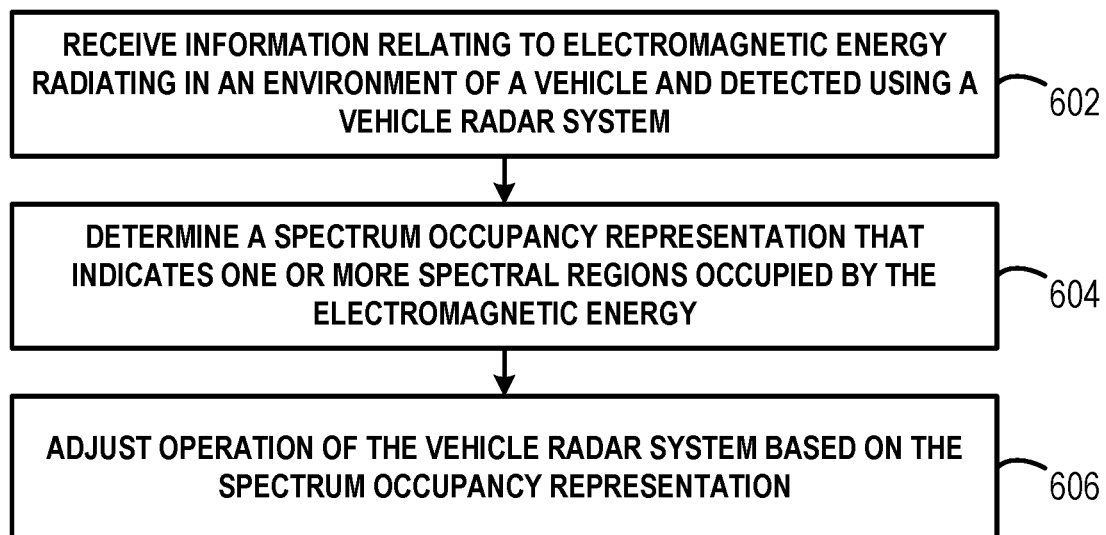 RECEIVE INFORMATION RELATING TO ELECTROMAGNETIC ENERGY
RADIATING IN AN ENVIRONMENT OF A VEHICLE AND DETECTED USING A
VEHICLE RADAR SYSTEM
602
DETERMINE A SPECTRUM OCCUPANCY REPRESENTATION THAT
INDICATES ONE OR MORE SPECTRAL REGIONS OCCUPIED BY THE
ELECTROMAGNETIC ENERGY
604
ADJUST OPERATION OF THE VEHICLE RADAR SYSTEM BASED ON THE
SPECTRUM OCCUPANCY REPRESENTATION
606